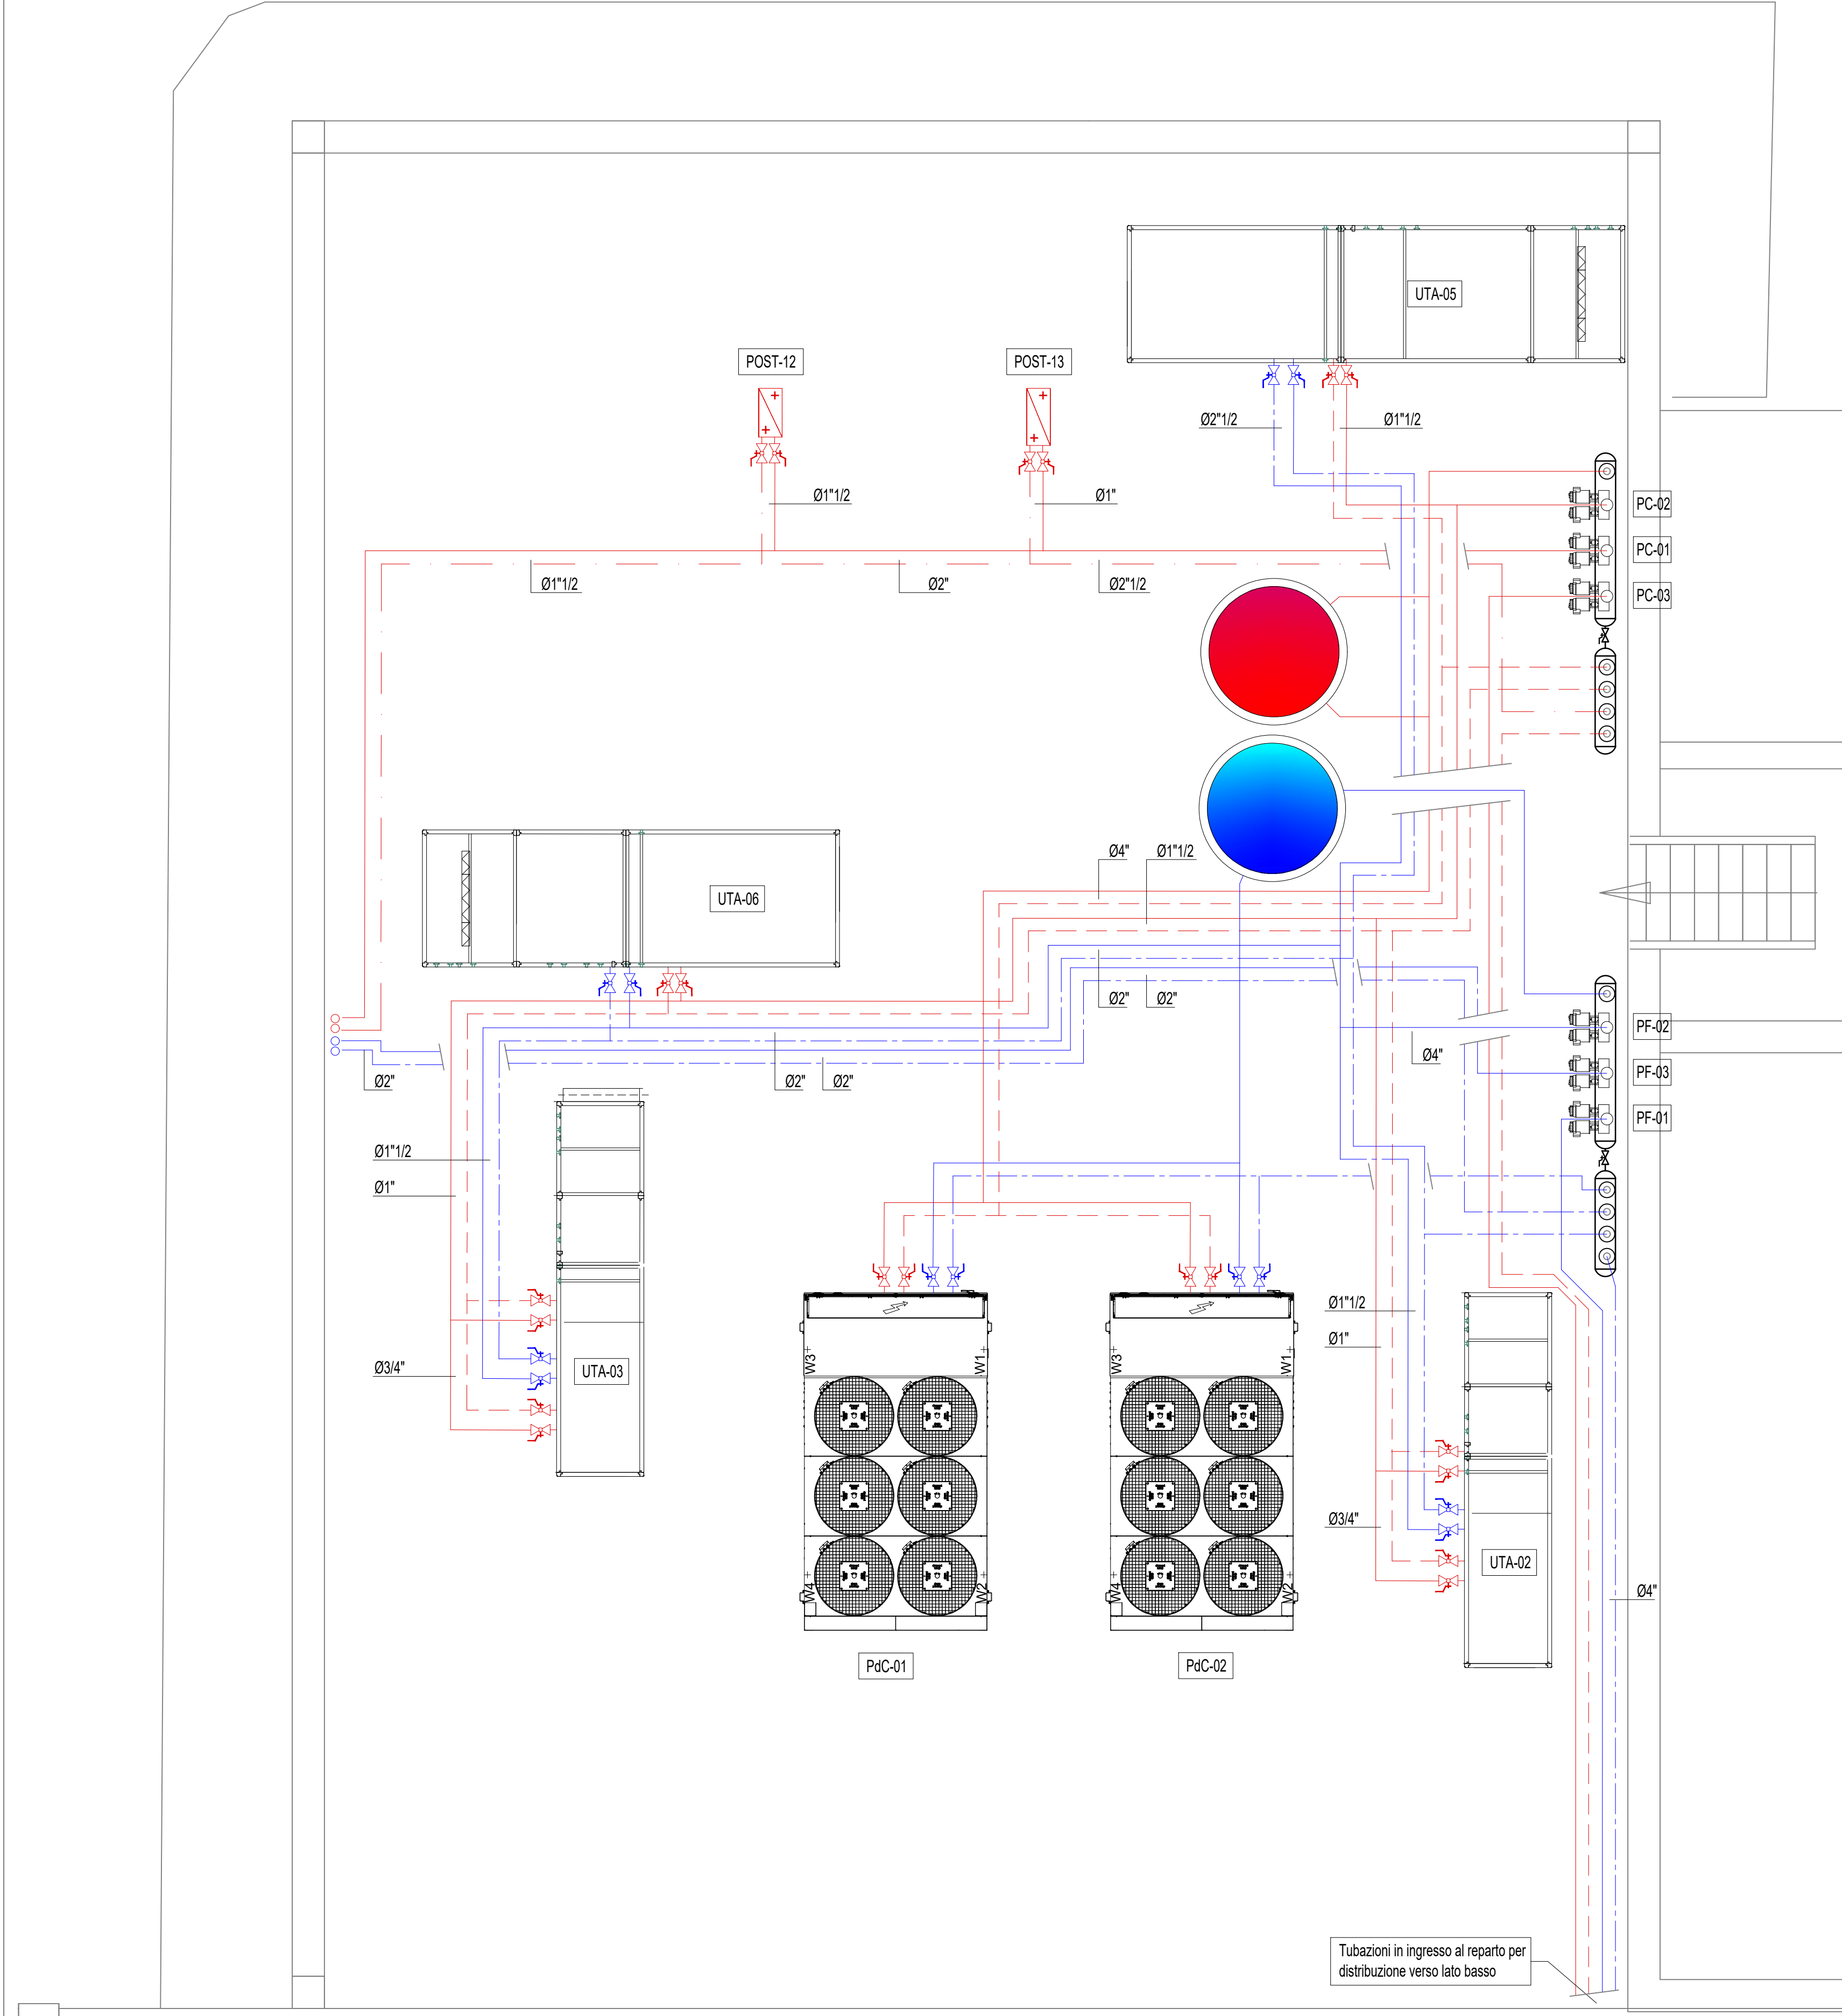 UTA-05
POST-12
POST-13
Ø2"1/2
Ø1"1/2
Ø1"1/2
Ø1"
PC-02
PC-01
PC-03
Ø1"1/2
Ø2"
Ø2"1/2
Ø4"
Ø1"1/2
UTA-06
Ø2"
Ø2"
PF-02
Ø4"
PF-03
Ø2"
Ø2"
Ø2"
PF-01
Ø1"1/2
Ø1"
Ø1"1/2
Ø1"
W3
W1
W3
W1
Ø3/4"
UTA-03
Ø3/4"
UTA-02
W4
W2
W4
W2
Ø4"
PdC-01
PdC-02
Tubazioni in ingresso al reparto per
distribuzione verso lato basso